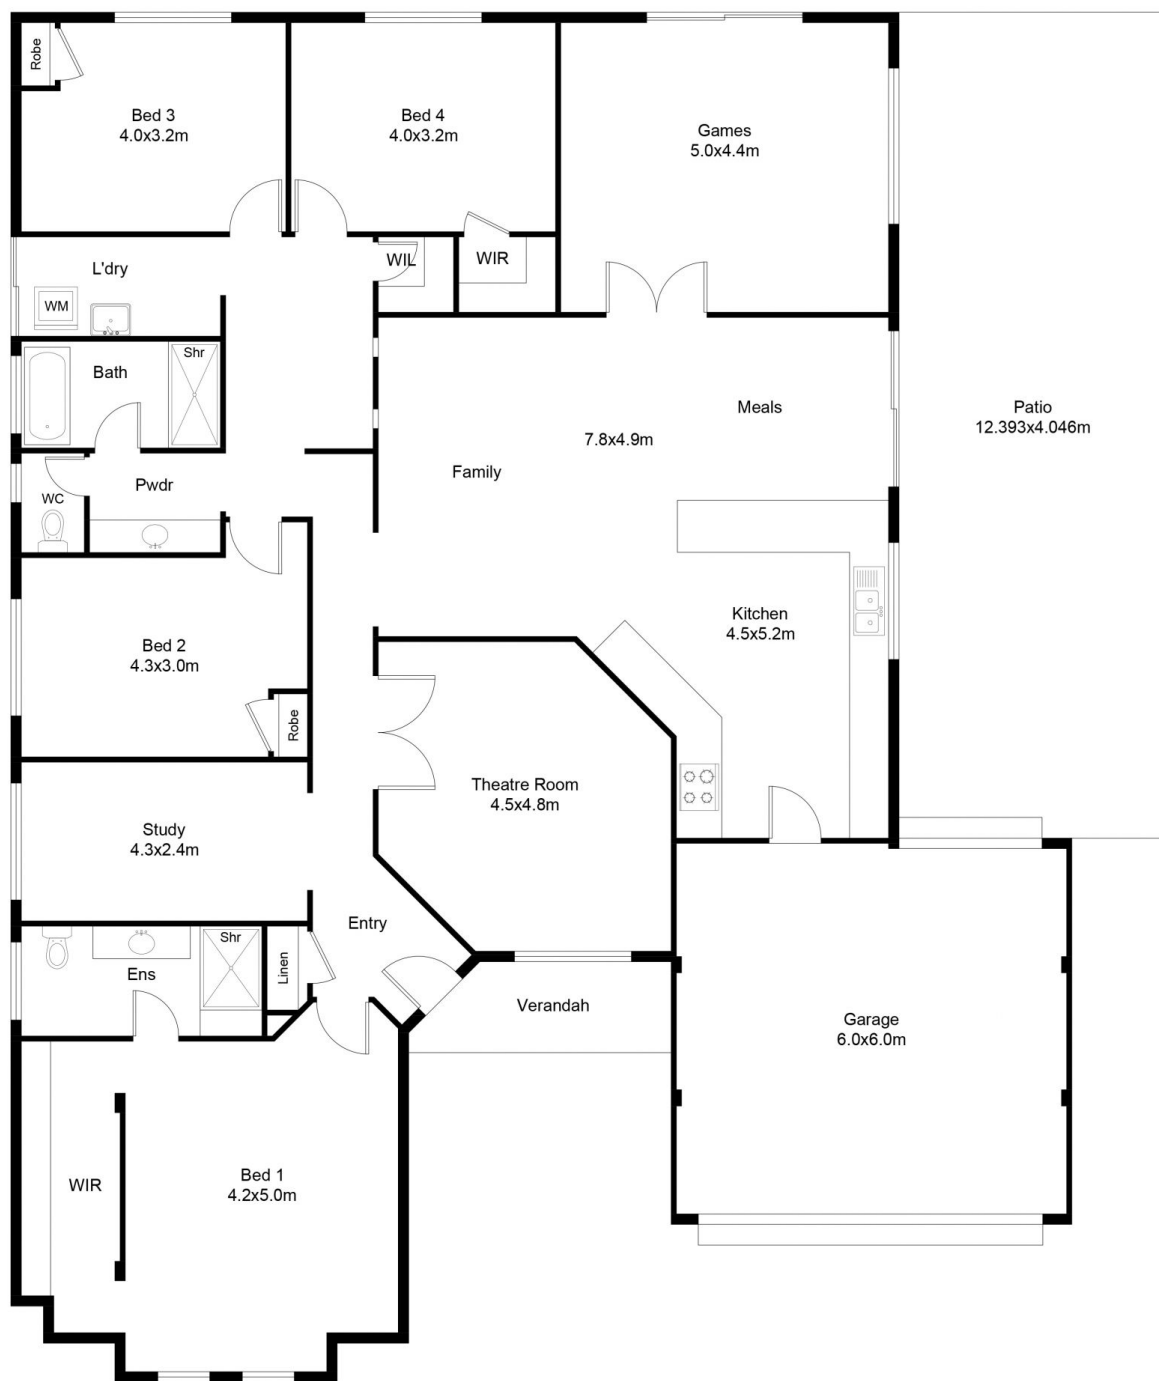 Robe
Bed 3
4.0x3.2m
Bed 4
4.0x3.2m
Games
5.0x4.4m
L'dry
WM
WIL
WIR
Bath
Shr
Meals
Patio
12.393x4.046m
7.8x4.9m
Family
Pwdr
WC
Kitchen
4.5x5.2m
Bed 2
4.3x3.0m
Robe
Theatre Room
4.5x4.8m
Study
4.3x2.4m
Entry
Shr
Linen
Ens
Verandah
Garage
6.0x6.0m
WIR
Bed 1
4.2x5.0m